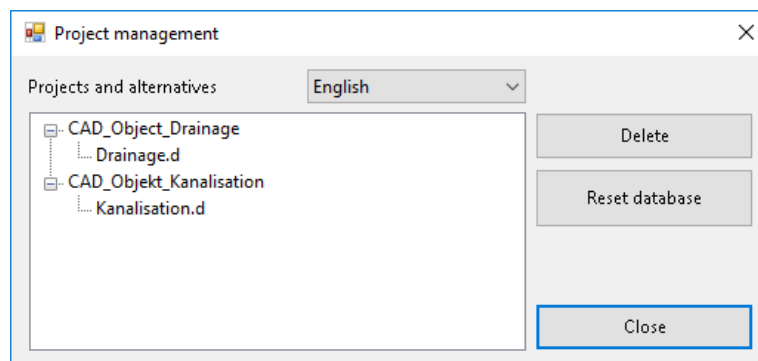 Project management
Projects and alternatives English
CAD_Object_Drainage
Drainage.d
CAD_Objekt_Kanalisation
Kanalisation.d
Delete
Reset database
Close